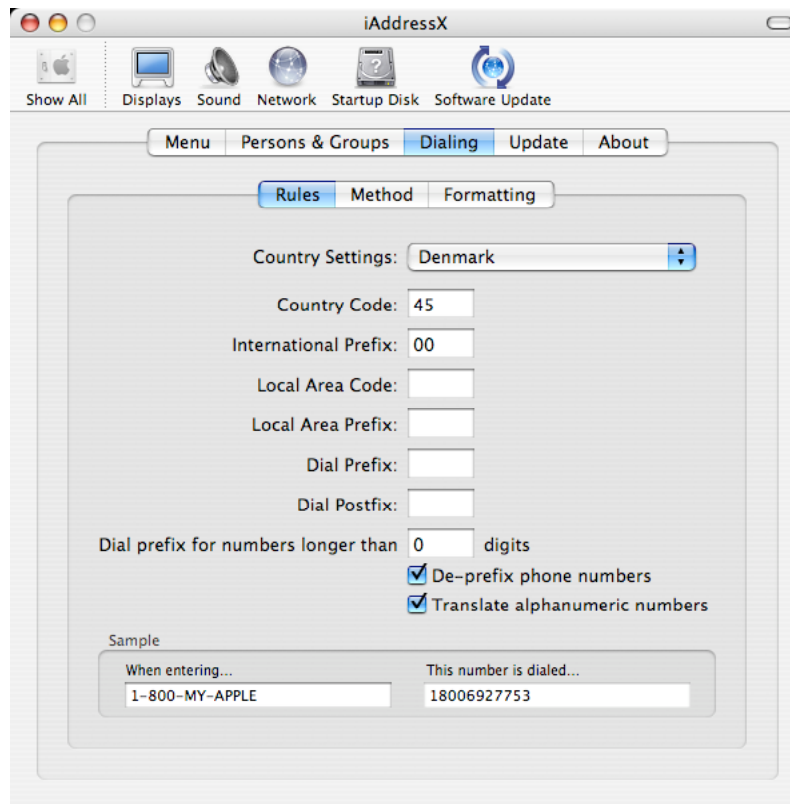 iAddressX
Show All Displays Sound Network Startup Disk Software Update
Menu Persons & Groups Dialing Update About
Rules Method Formatting
Country Settings: Denmark
Country Code: 45
International Prefix: 00
Local Area Code:
Local Area Prefix:
Dial Prefix:
Dial Postfix:
Dial prefix for numbers longer than 0 digits
De-prefix phone numbers
Translate alphanumeric numbers
Sample
When entering... This number is dialed...
1-800-MY-APPLE 18006927753